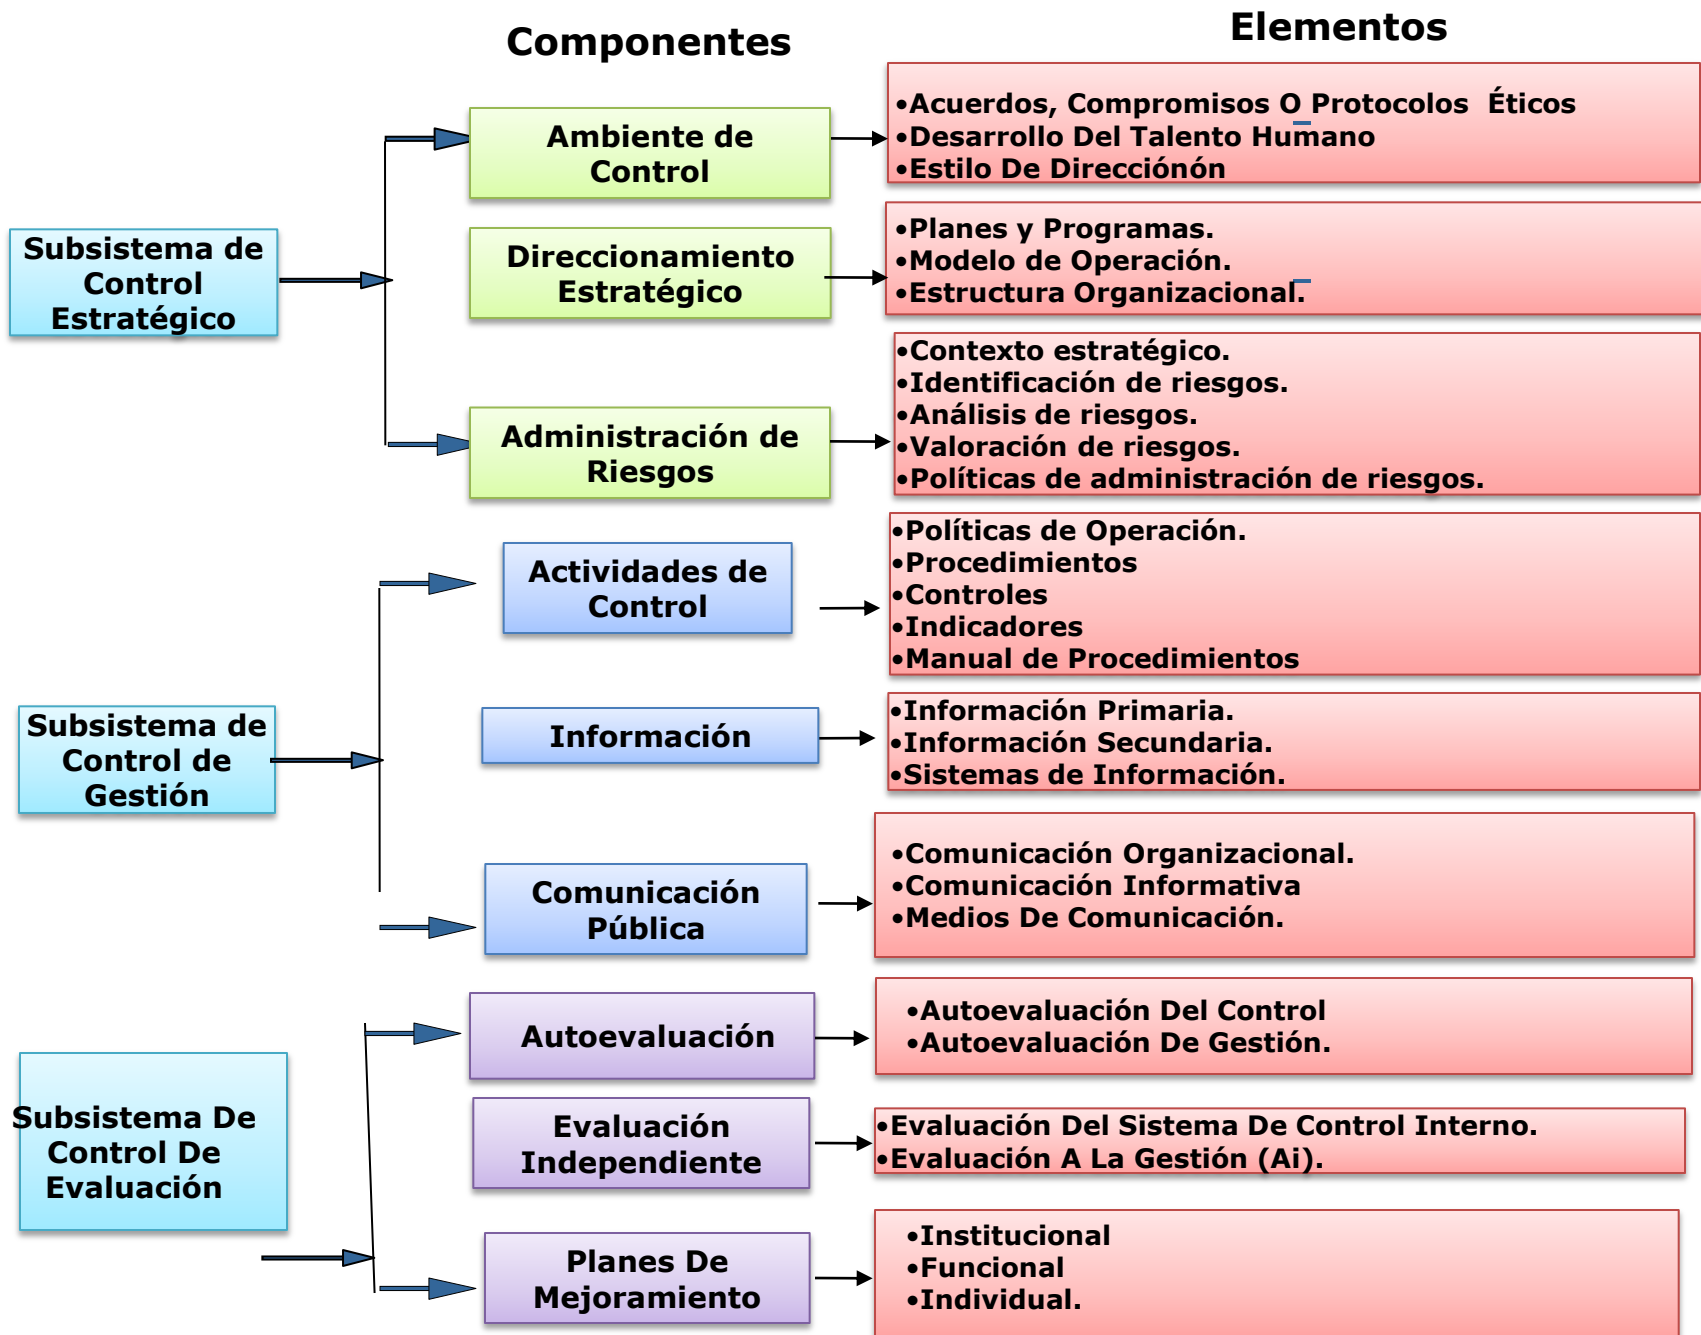 Componentes
Elementos
Subsistema de
Control
Estratégico
Ambiente de
Control
•Acuerdos, Compromisos O Protocolos Éticos
•Desarrollo Del Talento Humano
•Estilo De Direcciónón
Direccionamiento
Estratégico
•Planes y Programas.
•Modelo de Operación.
•Estructura Organizacional.
Administración de
Riesgos
•Contexto estratégico.
•Identificación de riesgos.
•Análisis de riesgos.
•Valoración de riesgos.
•Políticas de administración de riesgos.
Subsistema de
Control de
Gestión
Actividades de
Control
•Políticas de Operación.
•Procedimientos
•Controles
•Indicadores
•Manual de Procedimientos
Información
•Información Primaria.
•Información Secundaria.
•Sistemas de Información.
Comunicación
Pública
•Comunicación Organizacional.
•Comunicación Informativa
•Medios De Comunicación.
Subsistema De
Control De
Evaluación
Autoevaluación
•Autoevaluación Del Control
•Autoevaluación De Gestión.
Evaluación
Independiente
•Evaluación Del Sistema De Control Interno.
•Evaluación A La Gestión (Ai).
Planes De
Mejoramiento
•Institucional
•Funcional
•Individual.